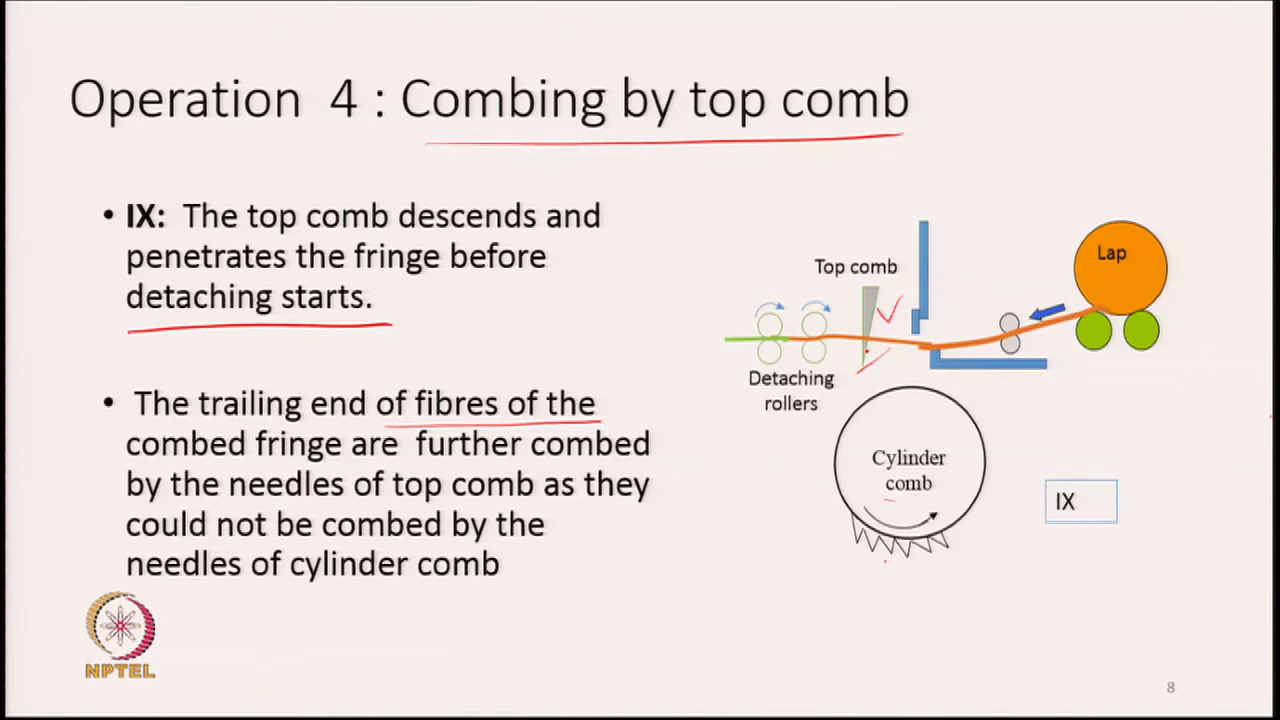 Operation 4 : Combing by top comb
• IX: The top comb descends and
penetrates the fringe before
detaching starts.
• The trailing end of fibres of the
combed fringe are further combed
by the needles of top comb as they
could not be combed by the
needles of cylinder comb
Lap
Top comb
Detaching
rollers
Cylinder
comb
IX
NPTEL
8